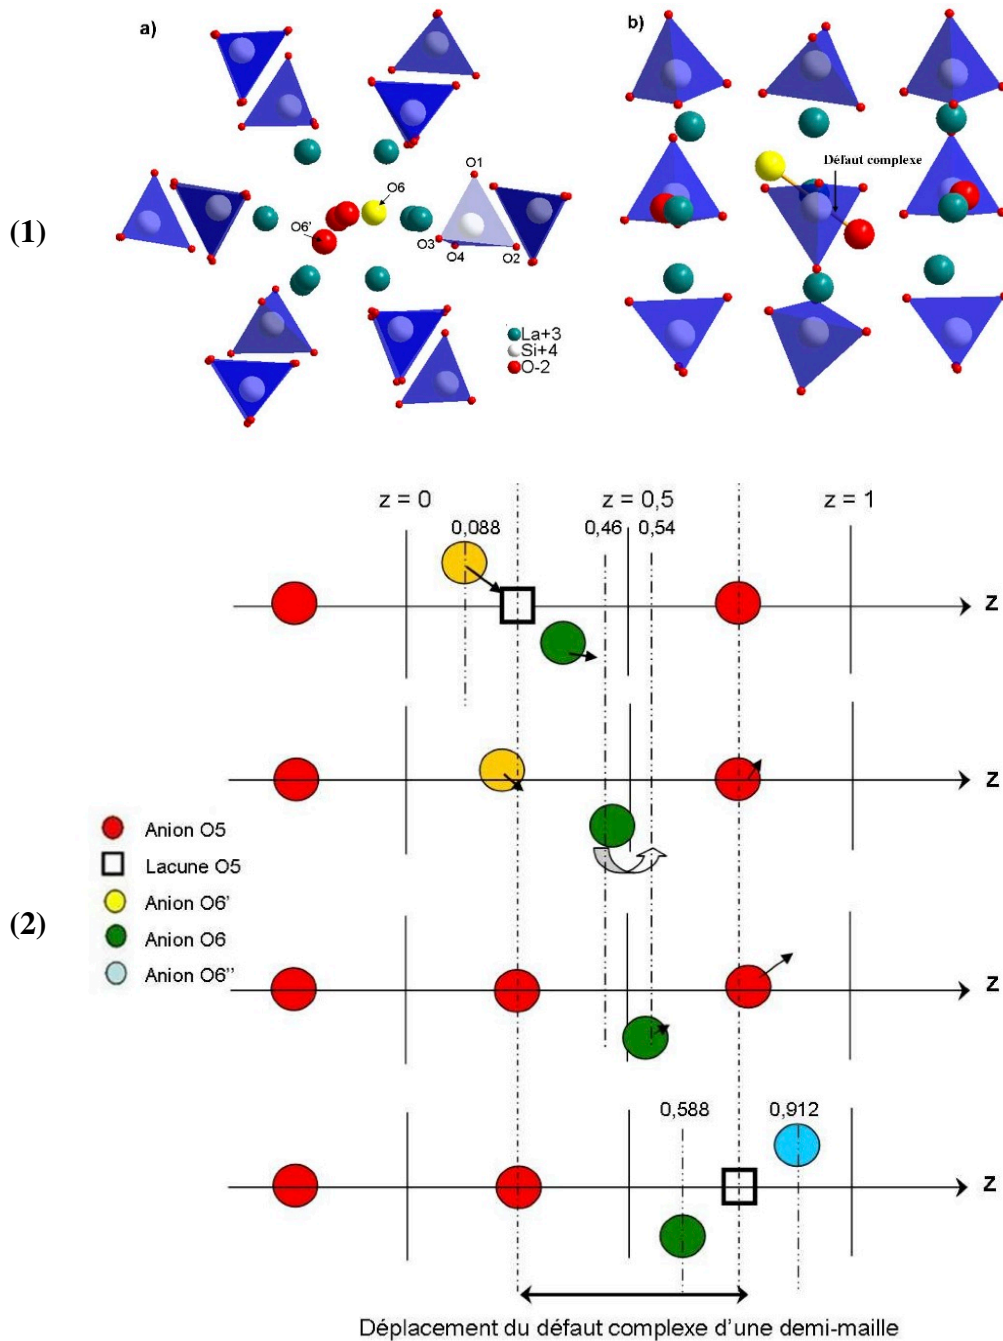 a)
b)
(1)
O1
O6
Défaut complexe
O6'
O3
O4
O2
La+3
Si+4
O-2
z = 0
z = 0,5
z = 1
0,088
0,46
0,54
z
z
Anion O5
Lacune O5
Anion O6'
(2)
Anion O6
Anion O6''
z
0,588
0,912
z
Déplacement du défaut complexe d'une demi-maille